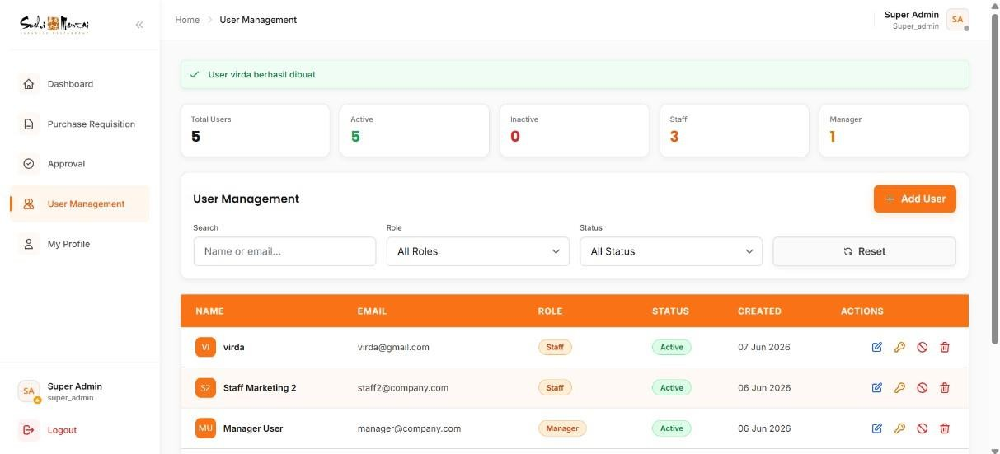 Sushi Mentai
Home
User Management
Super Admin
Super_admin
SA
Dashboard
Purchase Requisition
Approval
User Management
My Profile
User virda berhasil dibuat
Total Users
5
Active
5
Inactive
0
Staff
3
Manager
1
User Management
Add User
Search
Name or email...
Role
All Roles
Status
All Status
Reset
NAME EMAIL ROLE STATUS CREATED ACTIONS
VI virda virda@gmail.com Staff Active 07 Jun 2026
S2 Staff Marketing 2 staff2@company.com Staff Active 06 Jun 2026
MU Manager User manager@company.com Manager Active 06 Jun 2026
SA
Super Admin
super_admin
Logout